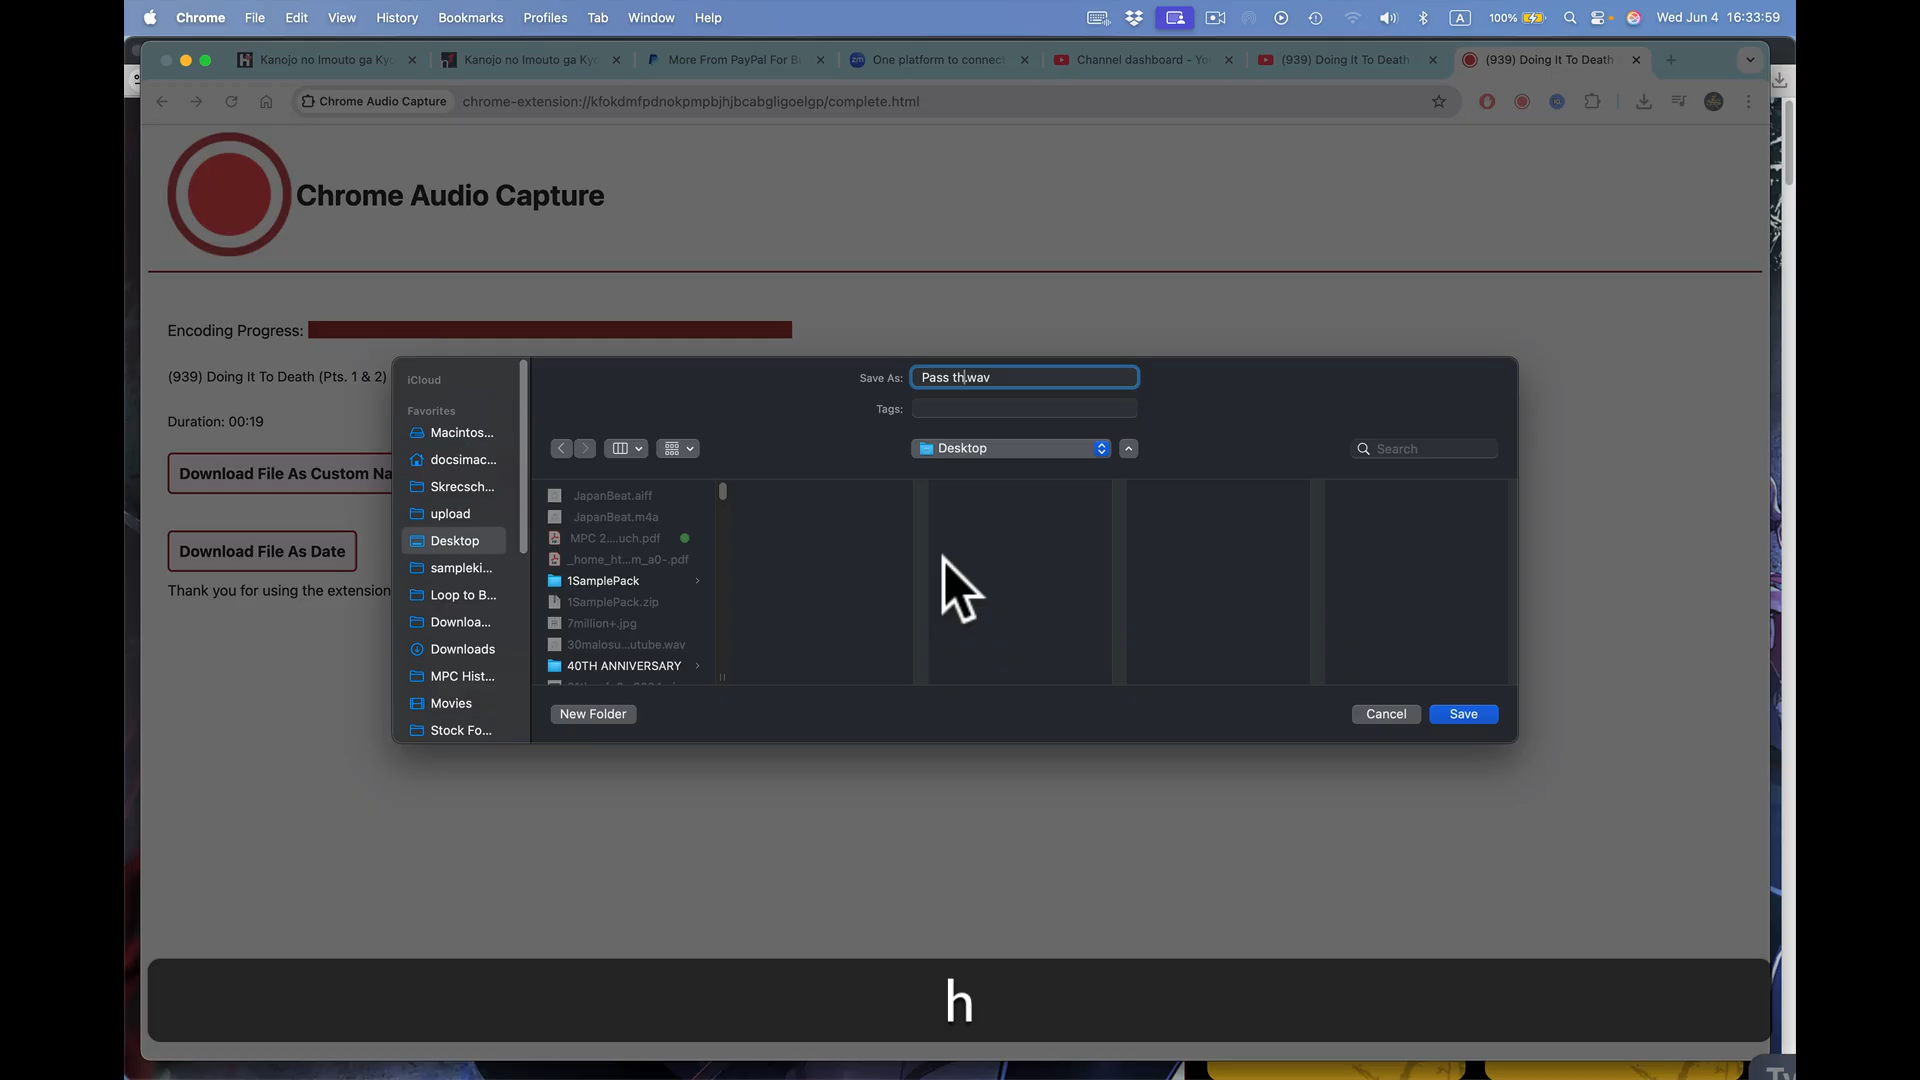 Chrome File Edit View History Bookmarks Profiles Tab Window Help 100% Wed Jun 4 16:33:59
Kanojo no Imouto ga Kyo Kanojo no Imouto ga Kyo More From PayPal For B One platform to connect Channel dashboard - Yo (939) Doing It To Death (939) Doing It To Death
Chrome Audio Capture chrome-extension://kfokdmfpdnokpmpbjhjbcabgligoelgp/complete.html
Chrome Audio Capture
Encoding Progress:
(939) Doing It To Death (Pts. 1 & 2)
Duration: 00:19
Download File As Custom Na
Download File As Date
Thank you for using the extension
iCloud
Favorites
Macintos...
docsimac...
Skrecsch...
upload
Desktop
sampleki...
Loop to B...
Downloa...
Downloads
MPC Hist...
Movies
Stock Fo...
Save As: Pass th.wav
Tags:
Desktop
Search
JapanBeat.aiff
JapanBeat.m4a
MPC 2....uch.pdf
_home_ht...m_a0-.pdf
1SamplePack
1SamplePack.zip
7million+.jpg
30malosu...utube.wav
40TH ANNIVERSARY
New Folder
Cancel
Save
h